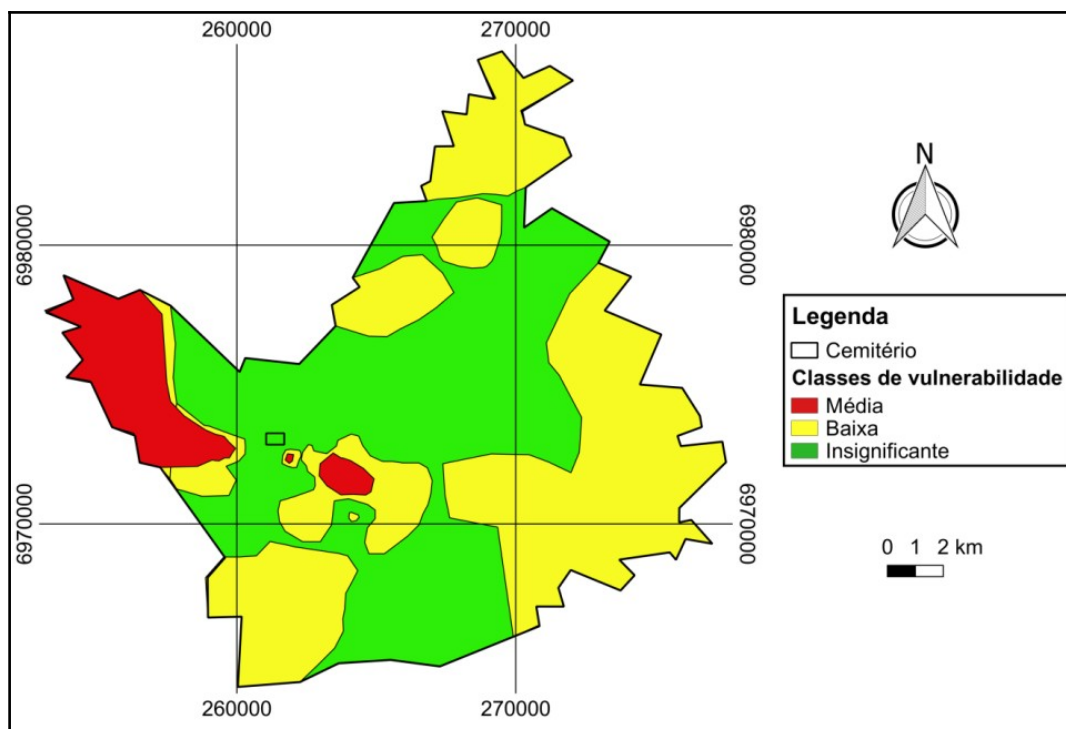 260000
270000
N
6980000
6980000
Legenda
Cemitério
Classes de vulnerabilidade
Média
Baixa
Insignificante
6970000
6970000
0 1 2 km
260000
270000